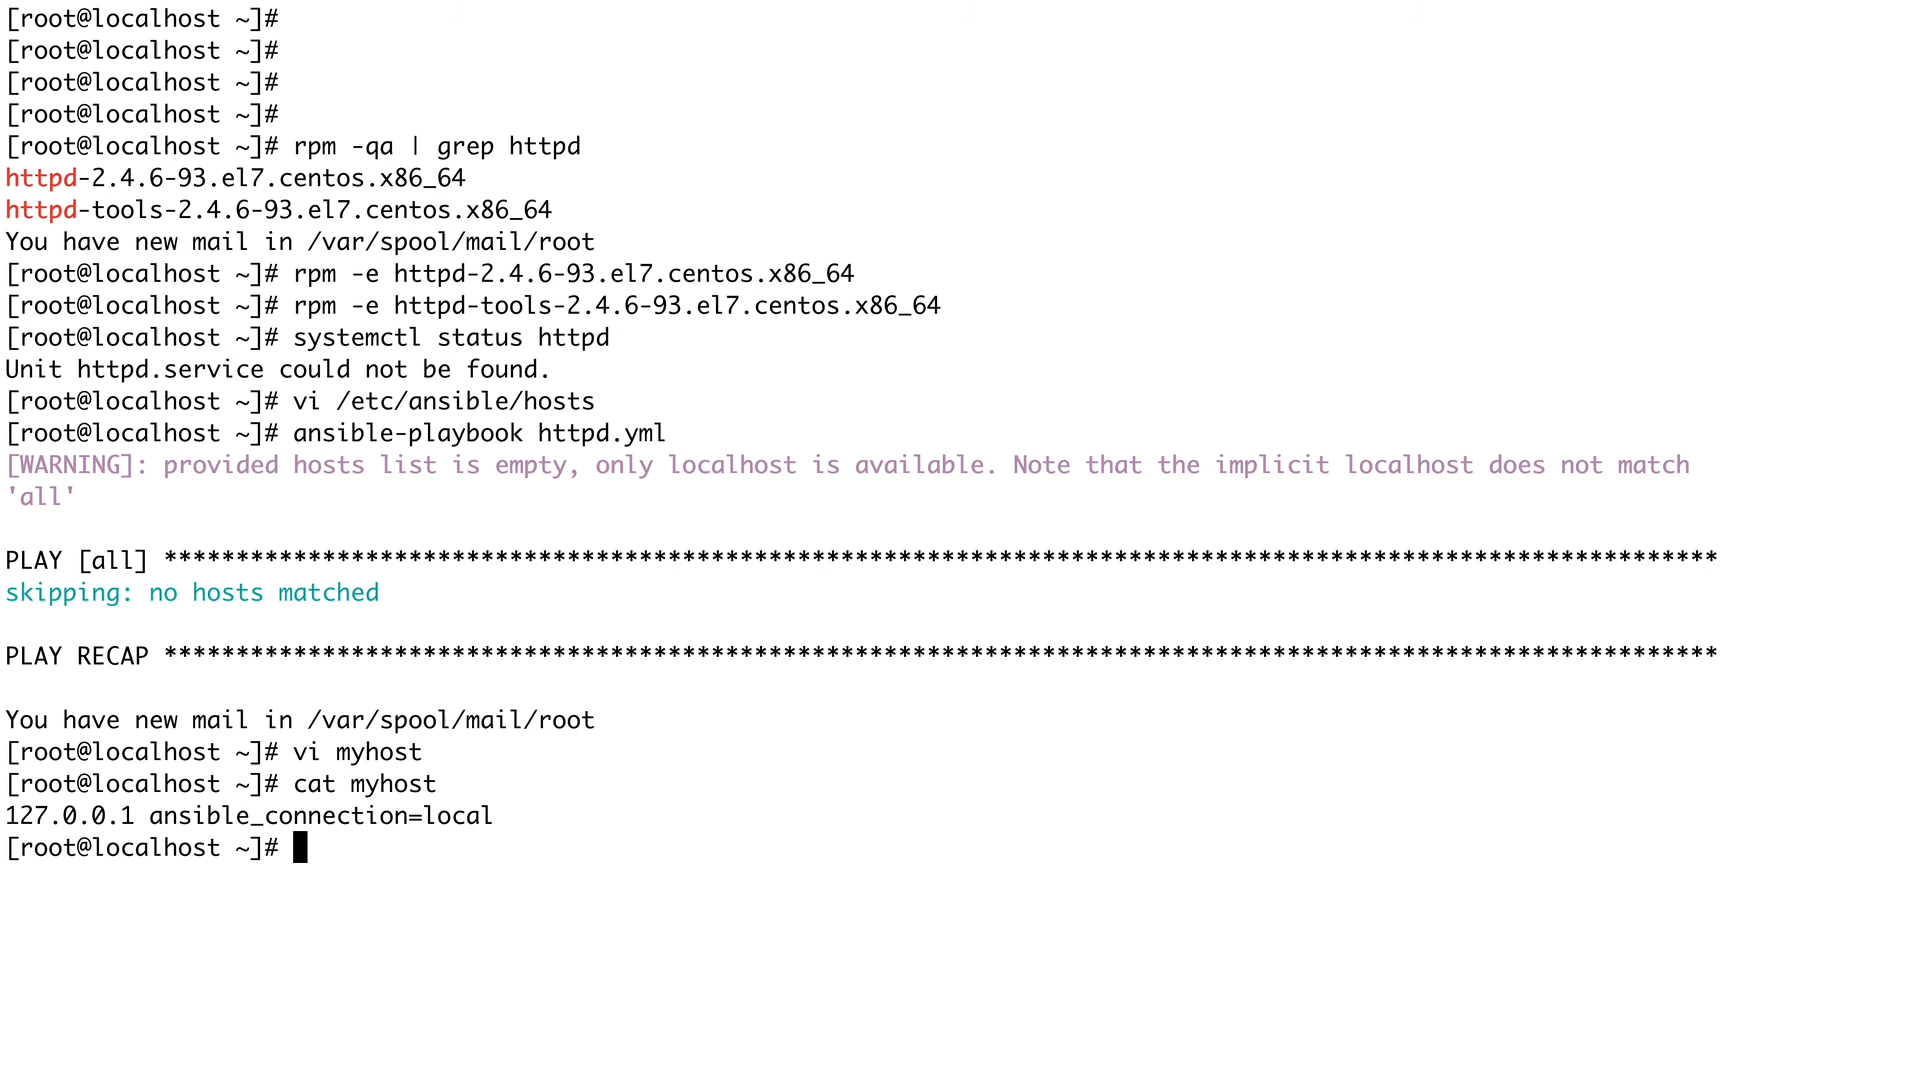 [root@localhost ~]#
[root@localhost ~]#
[root@localhost ~]#
[root@localhost ~]#
[root@localhost ~]# rpm -qa | grep httpd
httpd-2.4.6-93.el7.centos.x86_64
httpd-tools-2.4.6-93.el7.centos.x86_64
You have new mail in /var/spool/mail/root
[root@localhost ~]# rpm -e httpd-2.4.6-93.el7.centos.x86_64
[root@localhost ~]# rpm -e httpd-tools-2.4.6-93.el7.centos.x86_64
[root@localhost ~]# systemctl status httpd
Unit httpd.service could not be found.
[root@localhost ~]# vi /etc/ansible/hosts
[root@localhost ~]# ansible-playbook httpd.yml
[WARNING]: provided hosts list is empty, only localhost is available. Note that the implicit localhost does not match
'all'
PLAY [all] ************************************************************************************************************
skipping: no hosts matched
PLAY RECAP ************************************************************************************************************
You have new mail in /var/spool/mail/root
[root@localhost ~]# vi myhost
[root@localhost ~]# cat myhost
127.0.0.1 ansible_connection=local
[root@localhost ~]#